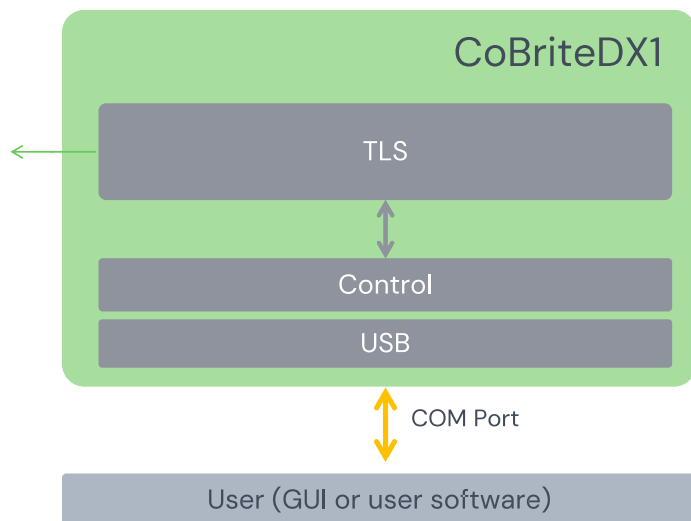 CoBriteDX1
TLS
Control
USB
COM Port
User (GUI or user software)